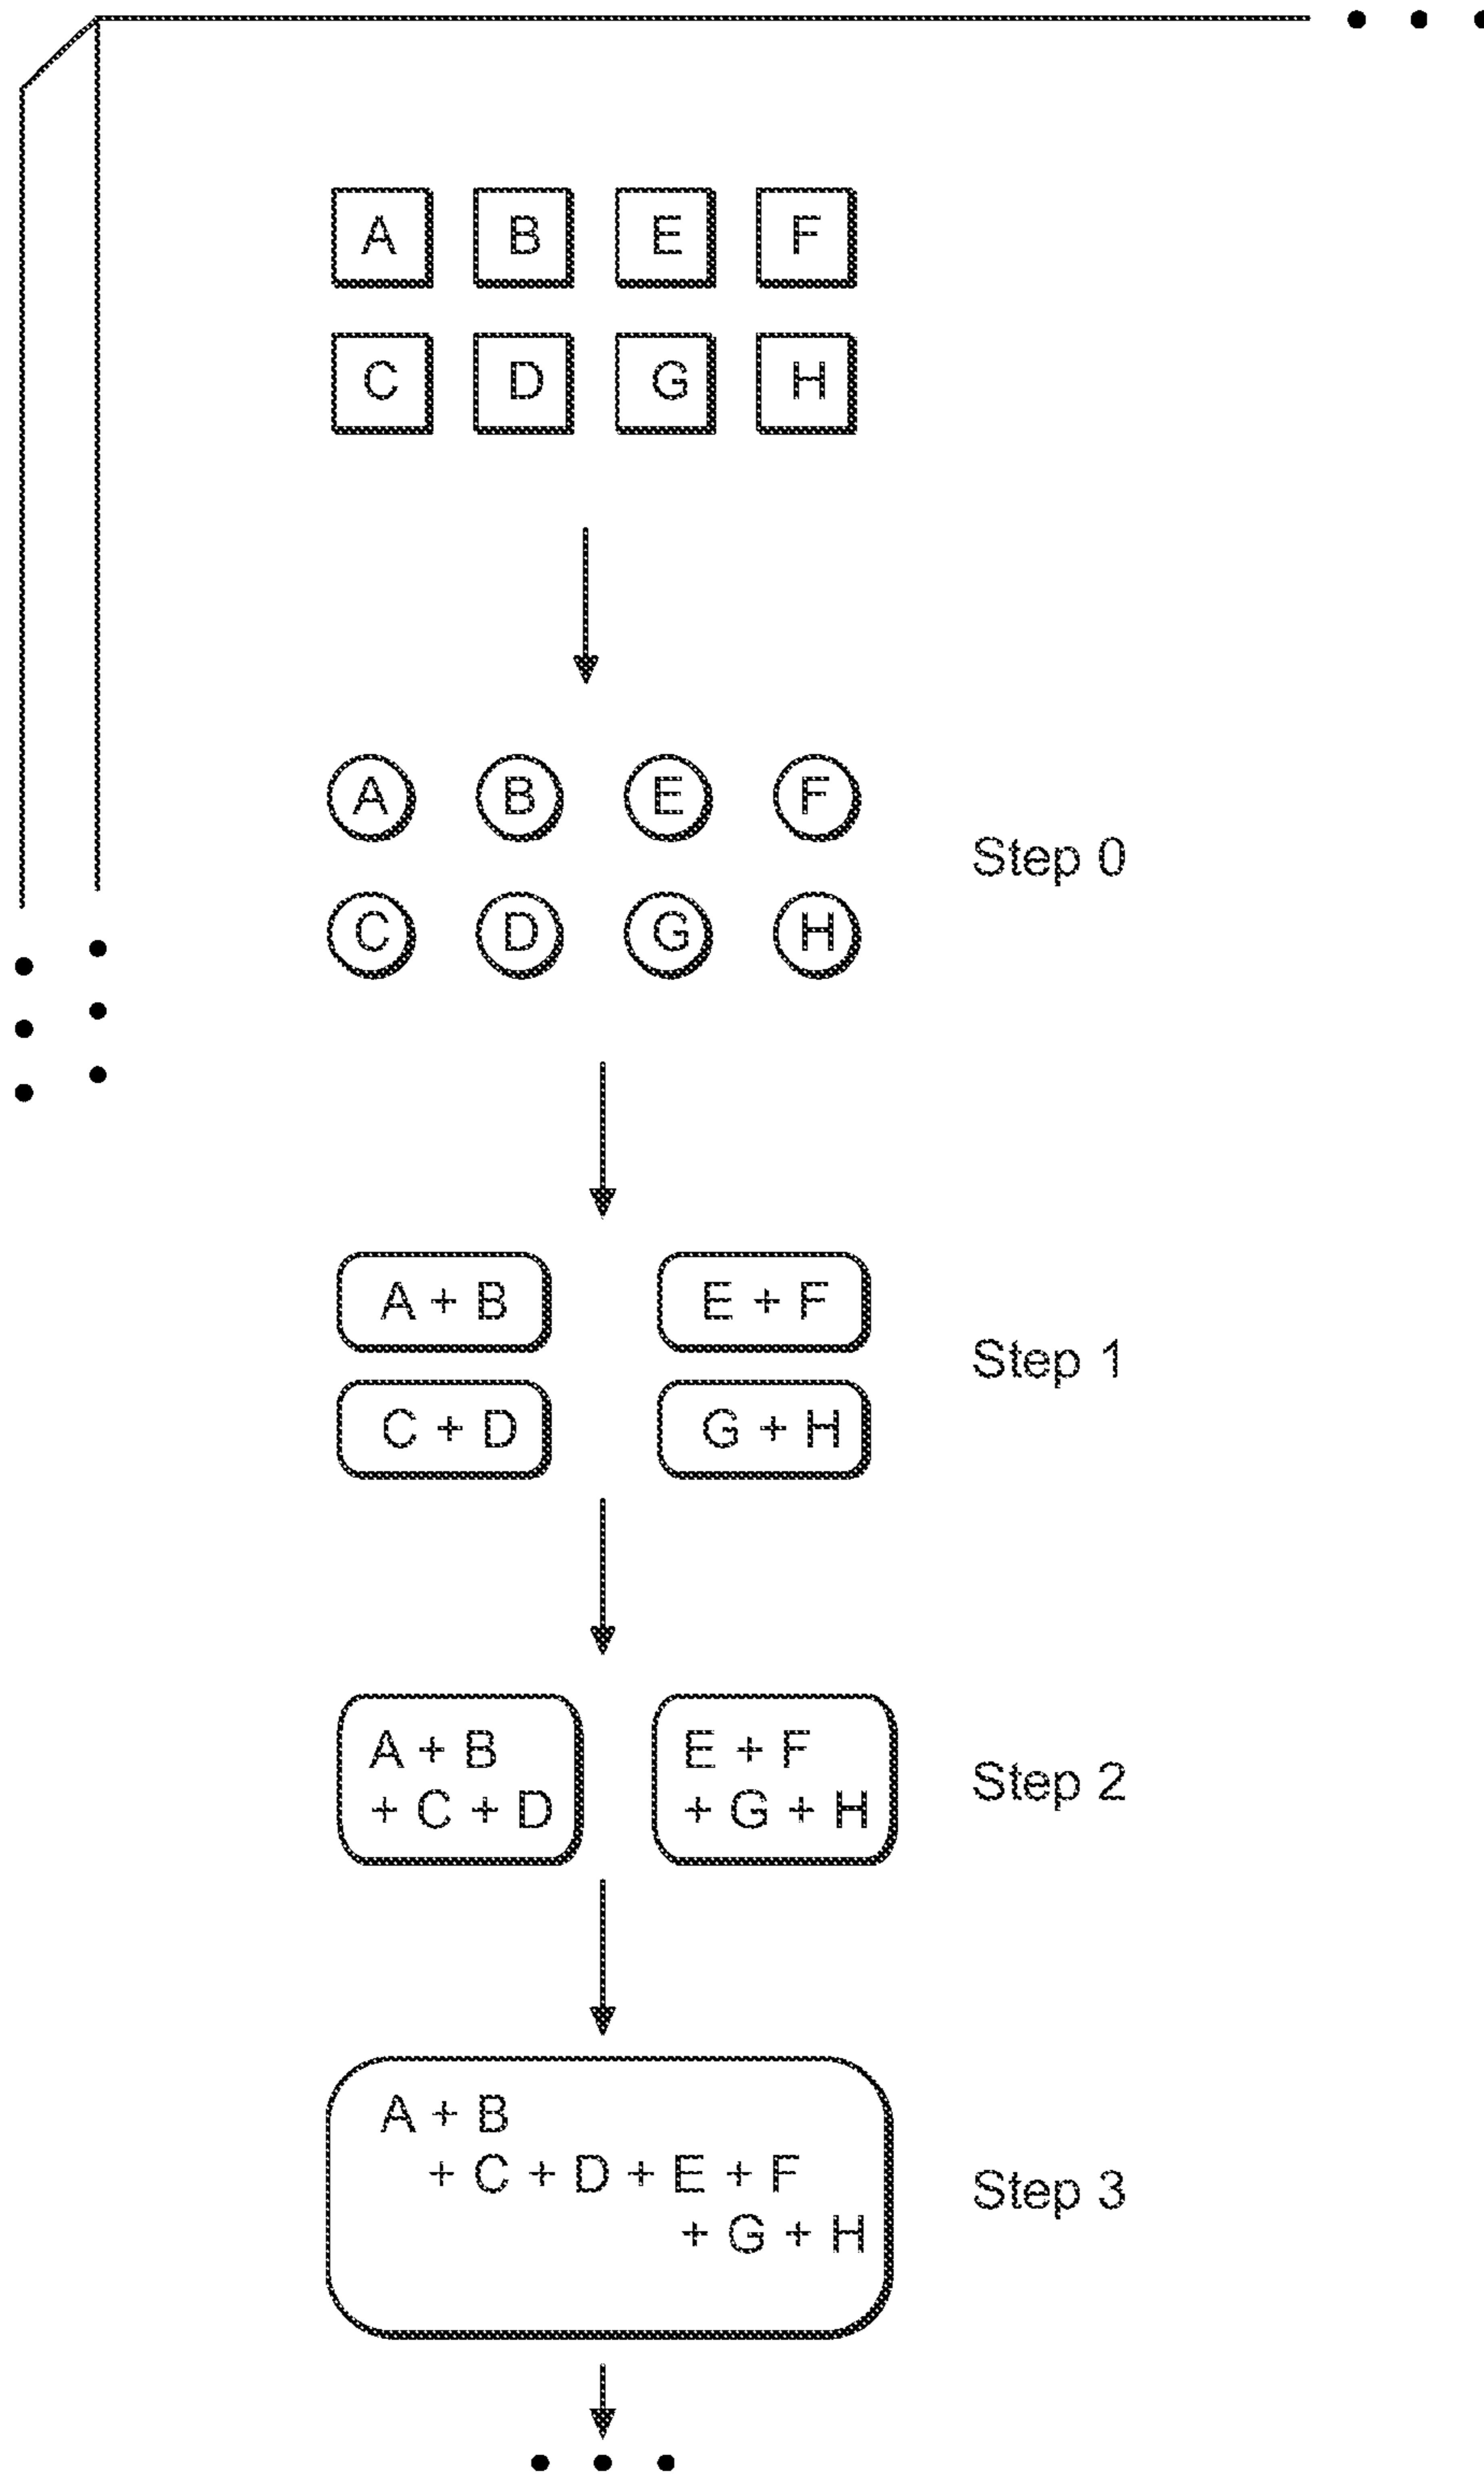 A B E F
C D G H
A B E F
Step 0
C D G H
A + B E + F
Step 1
C + D G + H
A + B E + F
Step 2
+ C + D + G + H
A + B
+ C + D + E + F
Step 3
+ G + H